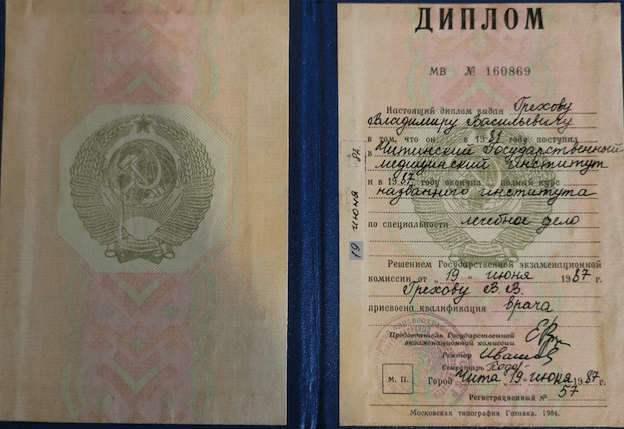 ДИПЛОМ
МВ № 160869
Настоящий диплом выдан Грехову
Владимиру Васильевичу
в том, что он в 1981 году поступил
в Читинский Государственный
медицинский институт
и в 1987 году окончил полный курс
названного института
по специальности лечебное дело
Решением Государственной экзаменационной
комиссии от „19 “ июня 1987 г.
Грехову В. В.
присвоена квалификация врача
Председатель Государственной
экзаменационной комиссии
Ректор
Секретарь
М. П.
Город Чита 19 июня 1987 г.
Регистрационный № 57
Московская типография Гознака. 1984.
19 июня 87